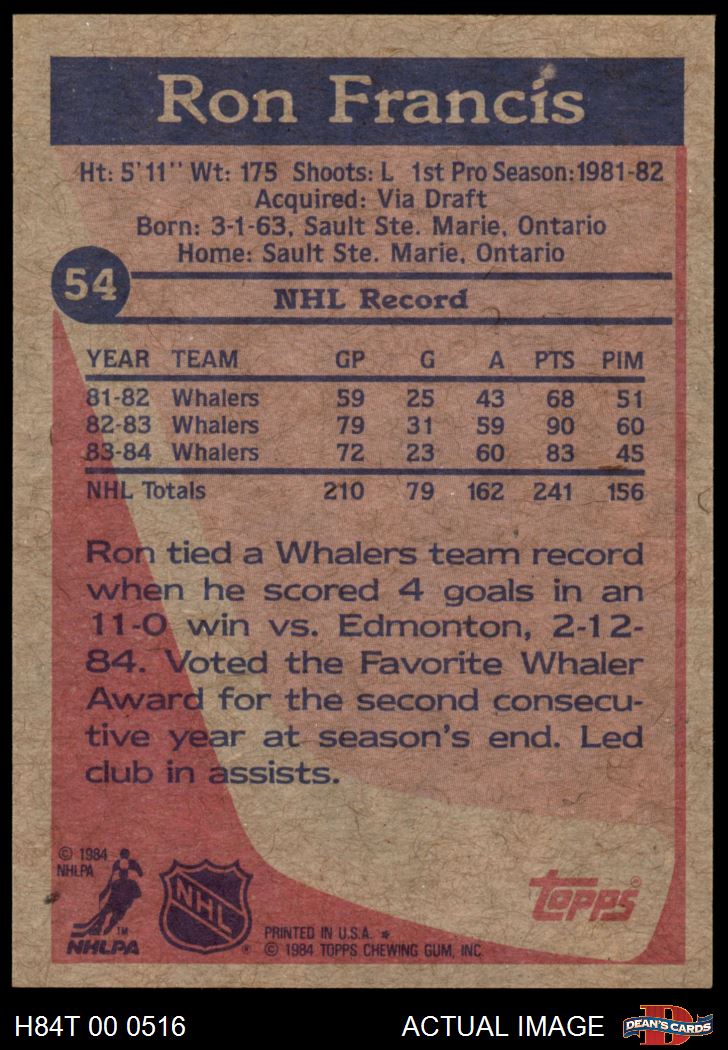 Ron Francis
Ht: 5'11" Wt: 175 Shoots: L 1st Pro Season: 1981-82
Acquired: Via Draft
Born: 3-1-63, Sault Ste. Marie, Ontario
Home: Sault Ste. Marie, Ontario
54
NHL Record
YEAR TEAM GP G A PTS PIM
81-82 Whalers 59 25 43 68 51
82-83 Whalers 79 31 59 90 60
83-84 Whalers 72 23 60 83 45
NHL Totals 210 79 162 241 156
Ron tied a Whalers team record
when he scored 4 goals in an
11-0 win vs. Edmonton, 2-12-
84. Voted the Favorite Whaler
Award for the second consecu-
tive year at season's end. Led
club in assists.
© 1984
NHLPA
TM
NHLPA
NHL ®
topps ®
PRINTED IN U.S.A. *
© 1984 TOPPS CHEWING GUM, INC.
H84T 00 0516 ACTUAL IMAGE D DEAN'S CARDS